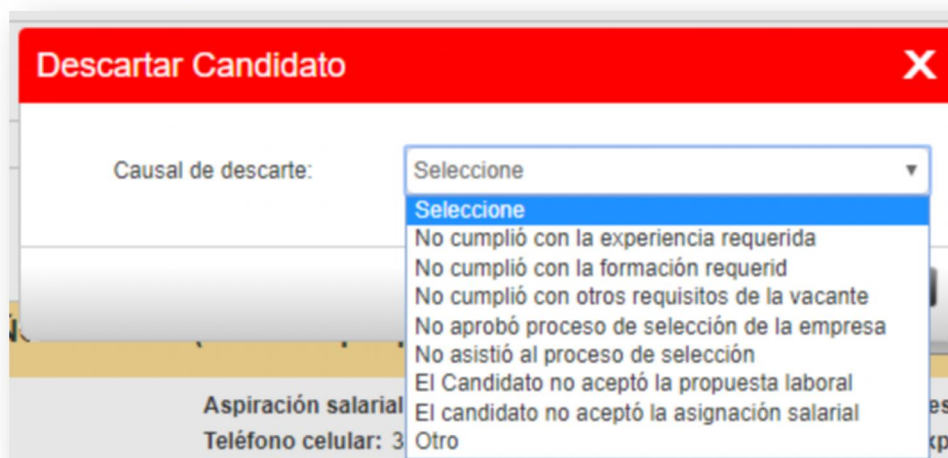 Descartar Candidato X
Causal de descarte: Seleccione
Seleccione
No cumplió con la experiencia requerida
No cumplió con la formación requerid
No cumplió con otros requisitos de la vacante
No aprobó proceso de selección de la empresa
No asistió al proceso de selección
El Candidato no aceptó la propuesta laboral
Aspiración salarial El candidato no aceptó la asignación salarial
Teléfono celular: 3 Otro